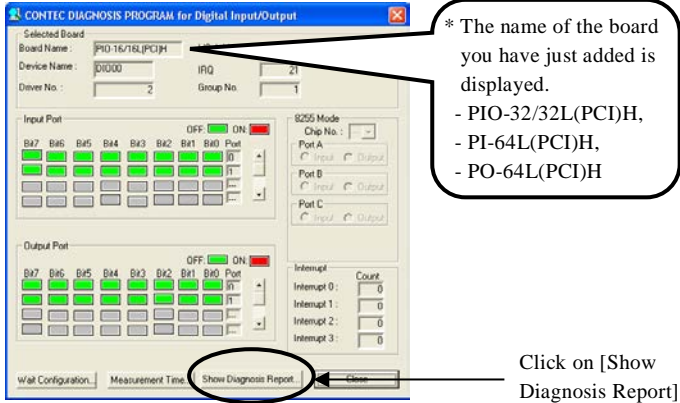 CONTEC DIAGNOSIS PROGRAM for Digital Input/Output
Selected Board
Board Name : PIO-16/16L(PCI)H
Device Name : DIO00 IRQ 21
Driver No. : 2 Group No. 1
Input Port
OFF: ON:
Bit7 Bit6 Bit5 Bit4 Bit3 Bit2 Bit1 Bit0 Port
0
1
---
---
8255 Mode
Chip No. : ---
Port A
Input Output
Port B
Input Output
Port C
Input Output
Output Port
OFF: ON:
Bit7 Bit6 Bit5 Bit4 Bit3 Bit2 Bit1 Bit0 Port
0
1
---
---
Interrupt
Count
Interrupt 0 : 0
Interrupt 1 : 0
Interrupt 2 : 0
Interrupt 3 : 0
Wait Configuration... Measurement Time... Show Diagnosis Report... Close
* The name of the board
you have just added is
displayed.
- PIO-32/32L(PCI)H,
- PI-64L(PCI)H,
- PO-64L(PCI)H
Click on [Show
Diagnosis Report]